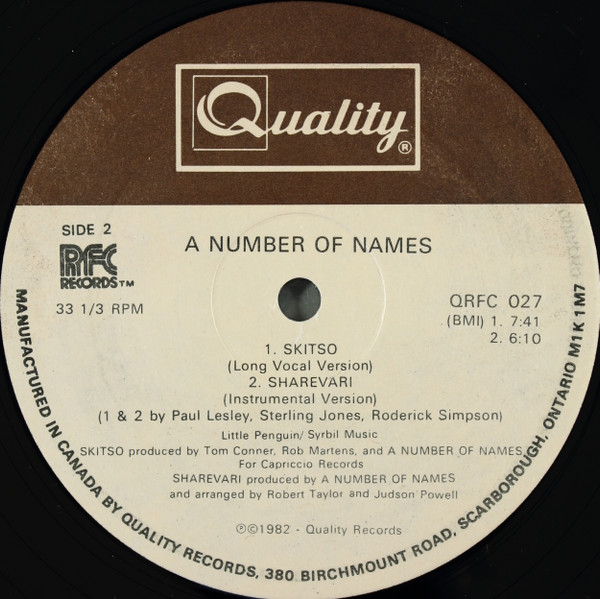 Quality®
SIDE 2
RFC
RECORDS™
33 1/3 RPM
A NUMBER OF NAMES
QRFC 027
(BMI) 1. 7:41
2. 6:10
1. SKITSO
(Long Vocal Version)
2. SHAREVARI
(Instrumental Version)
(1 & 2 by Paul Lesley, Sterling Jones, Roderick Simpson)
Little Penguin/ Syrbil Music
SKITSO produced by Tom Conner, Rob Martens, and A NUMBER OF NAMES
For Capriccio Records
SHAREVARI produced by A NUMBER OF NAMES
and arranged by Robert Taylor and Judson Powell
℗©1982 - Quality Records
MANUFACTURED IN CANADA BY QUALITY RECORDS, 380 BIRCHMOUNT ROAD, SCARBOROUGH, ONTARIO M1K 1M7